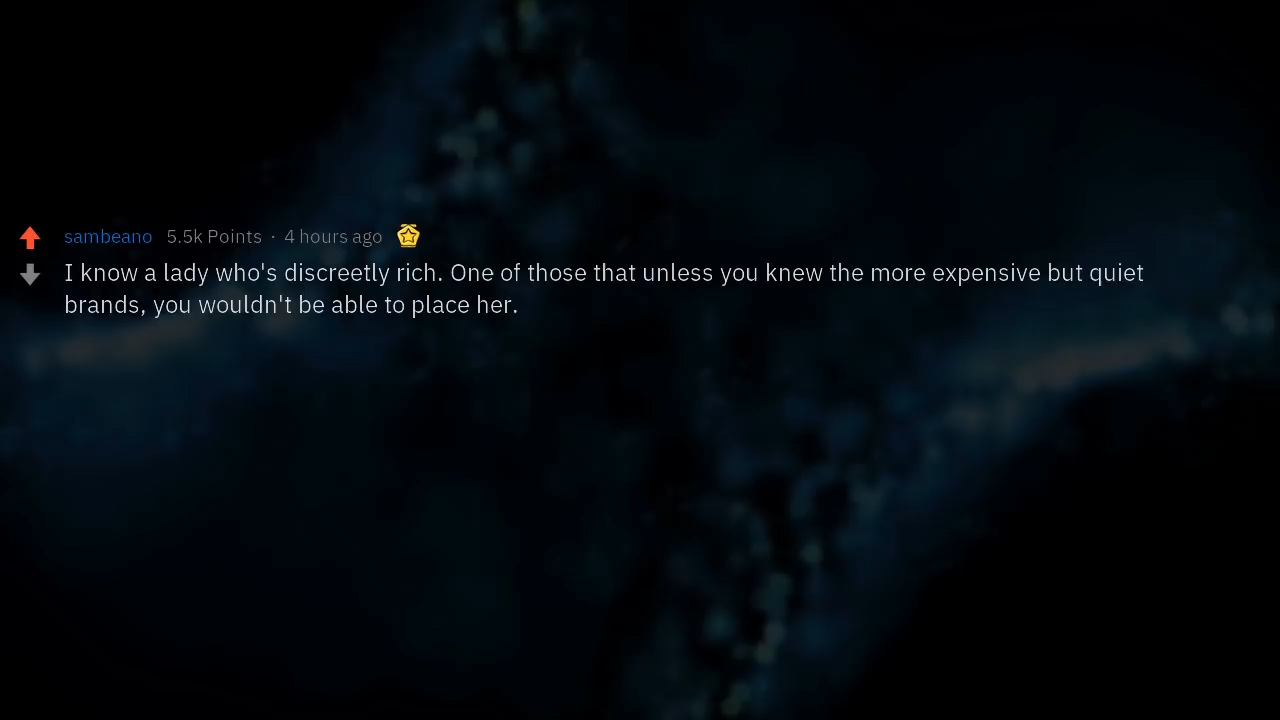 sambeano 5.5k Points · 4 hours ago
I know a lady who's discreetly rich. One of those that unless you knew the more expensive but quiet
brands, you wouldn't be able to place her.